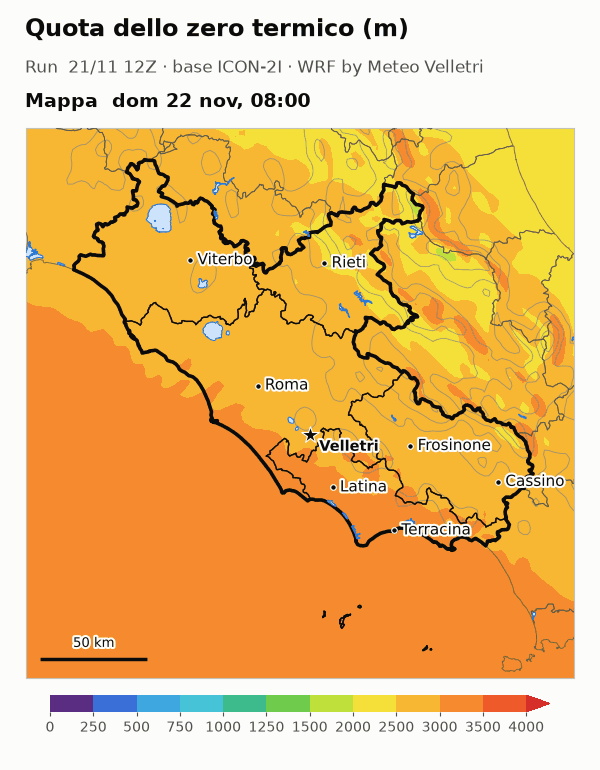 Quota dello zero termico (m)
Run  21/11 12Z · base ICON-2I · WRF by Meteo Velletri
Mappa  dom 22 nov, 08:00
Viterbo
Rieti
Roma
Velletri
Frosinone
Cassino
Latina
Terracina
50 km
0 250 500 750 1000 1250 1500 2000 2500 3000 3500 4000